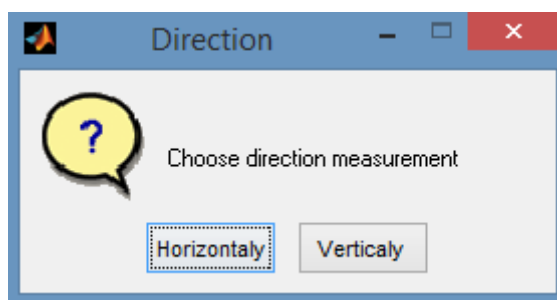 Direction
?
Choose direction measurement
Horizontaly Verticaly